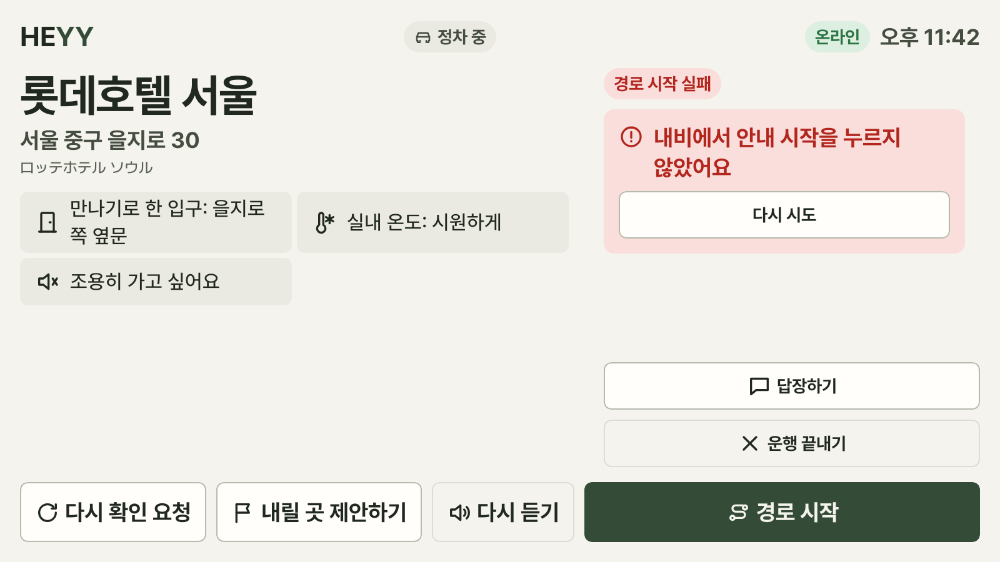 HEYY
정차 중
온라인
오후 11:42
롯데호텔 서울
서울 중구 을지로 30
ロッテホテル ソウル
만나기로 한 입구: 을지로
쪽 옆문
실내 온도: 시원하게
조용히 가고 싶어요
경로 시작 실패
내비에서 안내 시작을 누르지
않았어요
다시 시도
답장하기
운행 끝내기
다시 확인 요청
내릴 곳 제안하기
다시 듣기
경로 시작